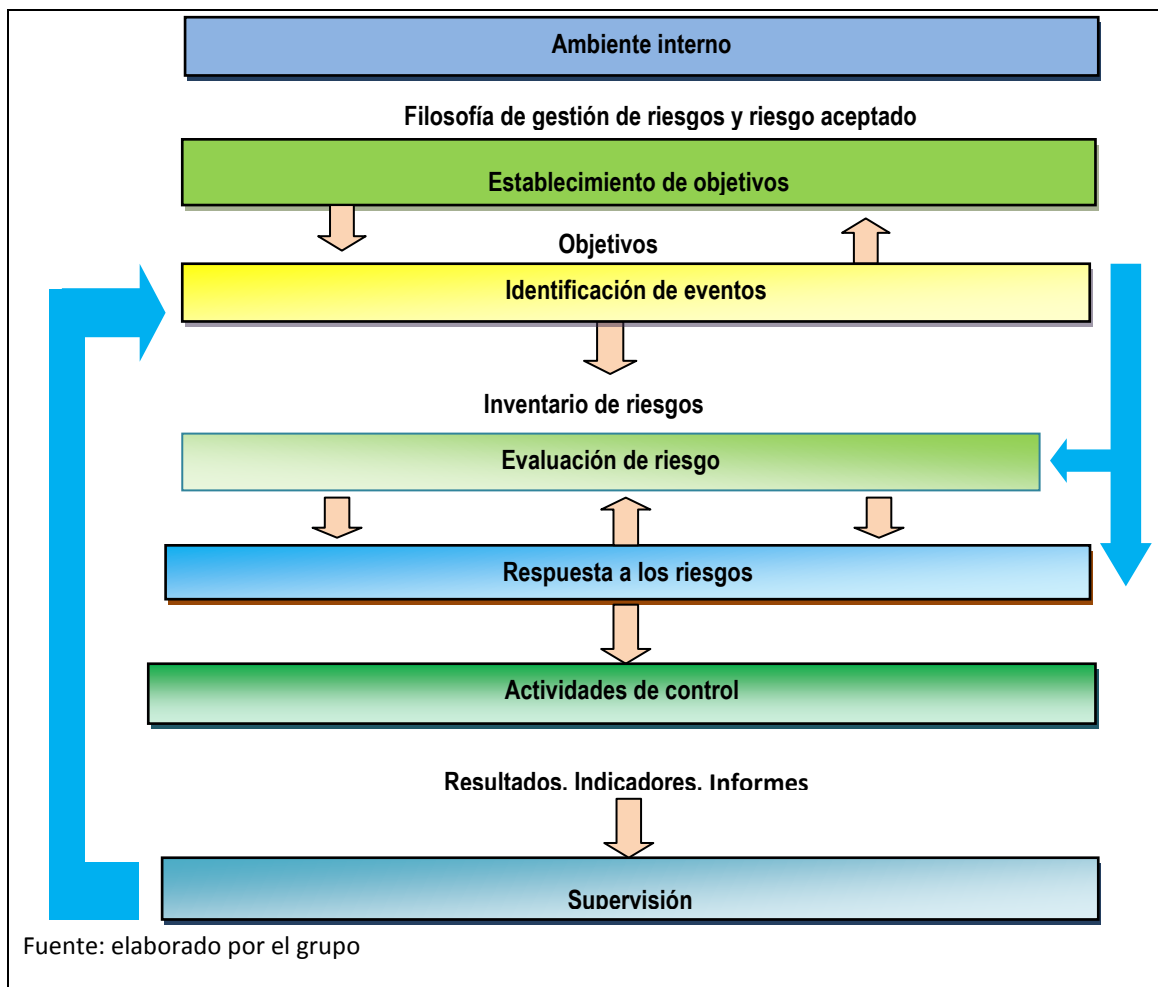 Ambiente interno
Filosofía de gestión de riesgos y riesgo aceptado
Establecimiento de objetivos
Objetivos
Identificación de eventos
Inventario de riesgos
Evaluación de riesgo
Respuesta a los riesgos
Actividades de control
Resultados. Indicadores. Informes
Supervisión
Fuente: elaborado por el grupo